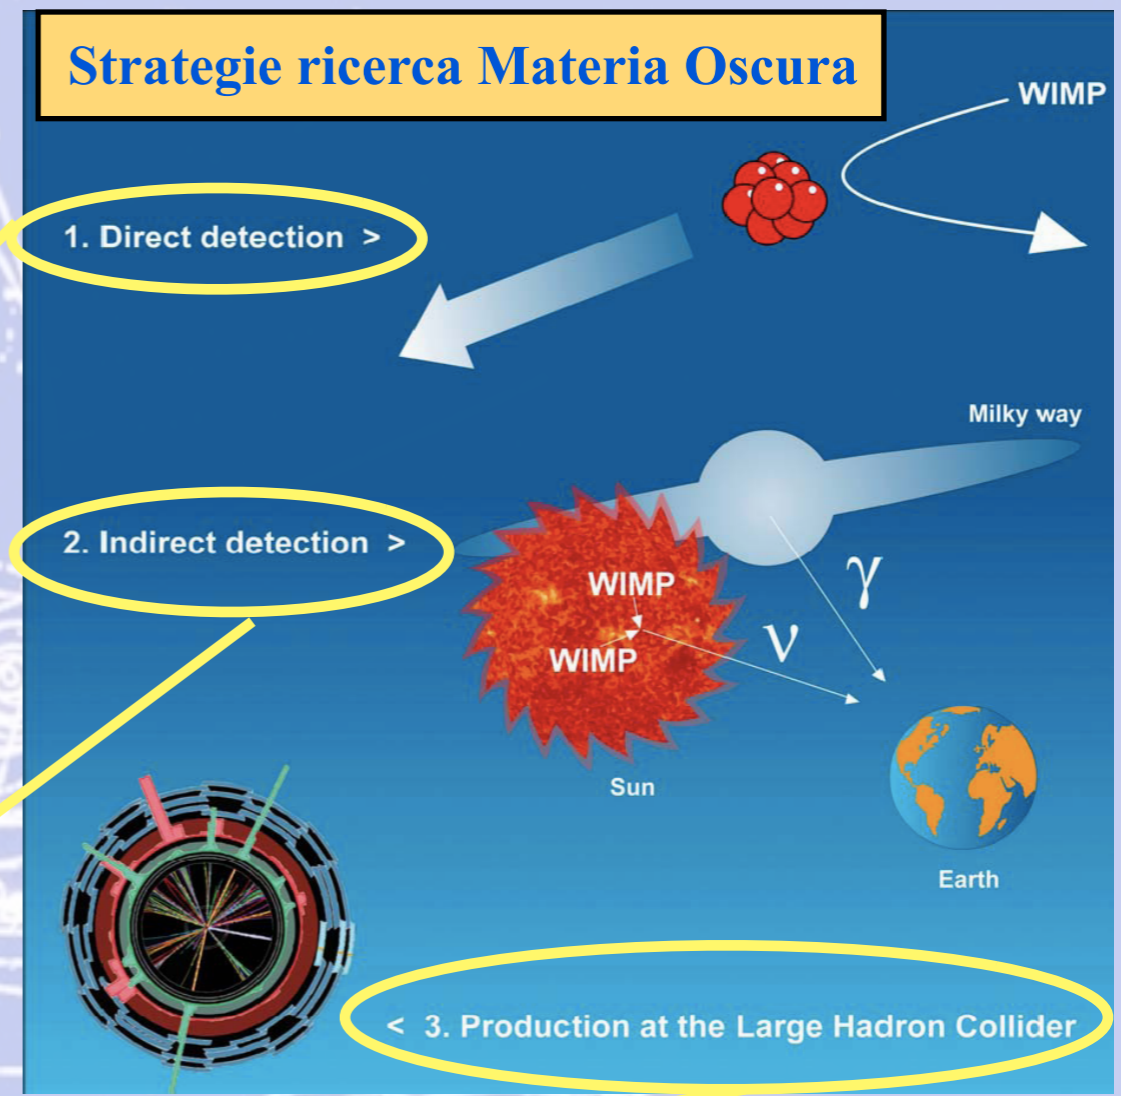 Strategie ricerca Materia Oscura
WIMP
1. Direct detection >
Milky way
2. Indirect detection >
WIMP
γ
ν
WIMP
Sun
Earth
< 3. Production at the Large Hadron Collider